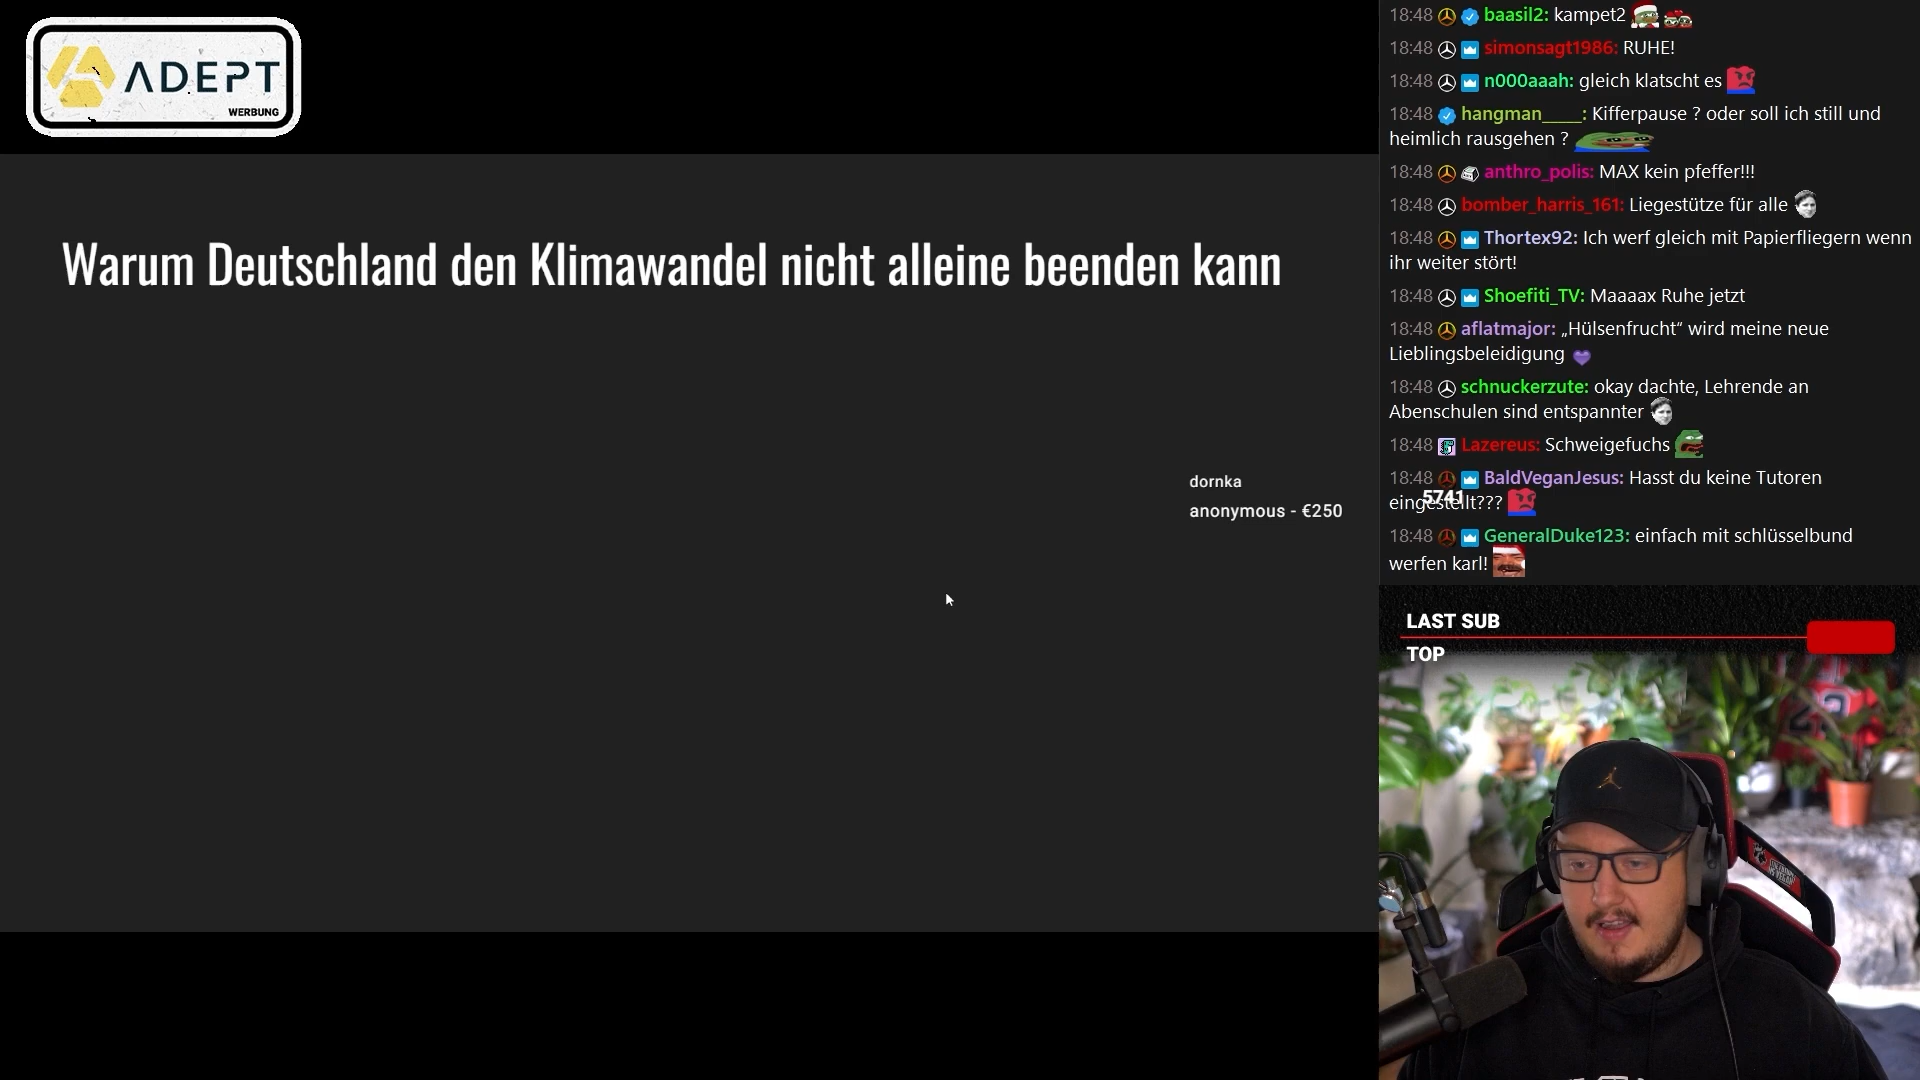 ADEPT
WERBUNG
Warum Deutschland den Klimawandel nicht alleine beenden kann
dornka
anonymous - €250
18:48 baasil2: kampet2
18:48 simonsagt1986: RUHE!
18:48 n000aaah: gleich klatscht es
18:48 hangman____: Kifferpause ? oder soll ich still und
heimlich rausgehen ?
18:48 anthro_polis: MAX kein pfeffer!!!
18:48 bomber_harris_161: Liegestütze für alle
18:48 Thortex92: Ich werf gleich mit Papierfliegern wenn
ihr weiter stört!
18:48 Shoefiti_TV: Maaaax Ruhe jetzt
18:48 aflatmajor: „Hülsenfrucht“ wird meine neue
Lieblingsbeleidigung
18:48 schnuckerzute: okay dachte, Lehrende an
Abenschulen sind entspannter
18:48 Lazereus: Schweigefuchs
18:48 BaldVeganJesus: Hasst du keine Tutoren
eingestellt???
5741
18:48 GeneralDuke123: einfach mit schlüsselbund
werfen karl!
LAST SUB
TOP